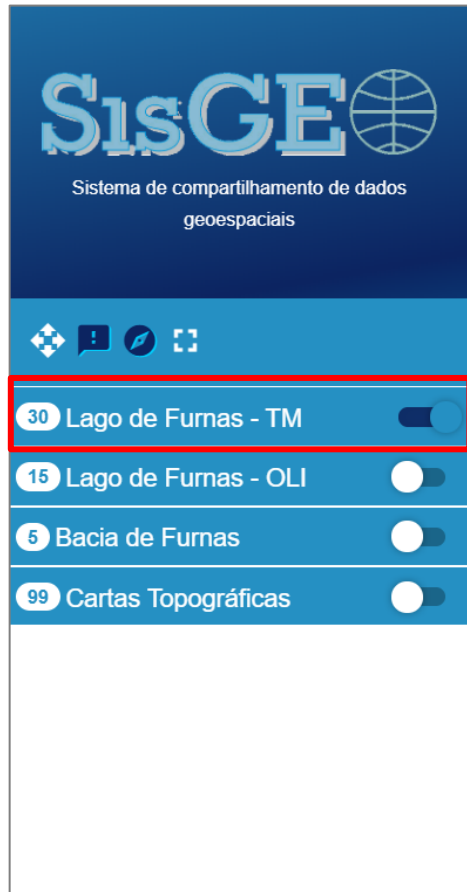 SisGEO
Sistema de compartilhamento de dados
geoespaciais
30 Lago de Furnas - TM
15 Lago de Furnas - OLI
5 Bacia de Furnas
99 Cartas Topográficas